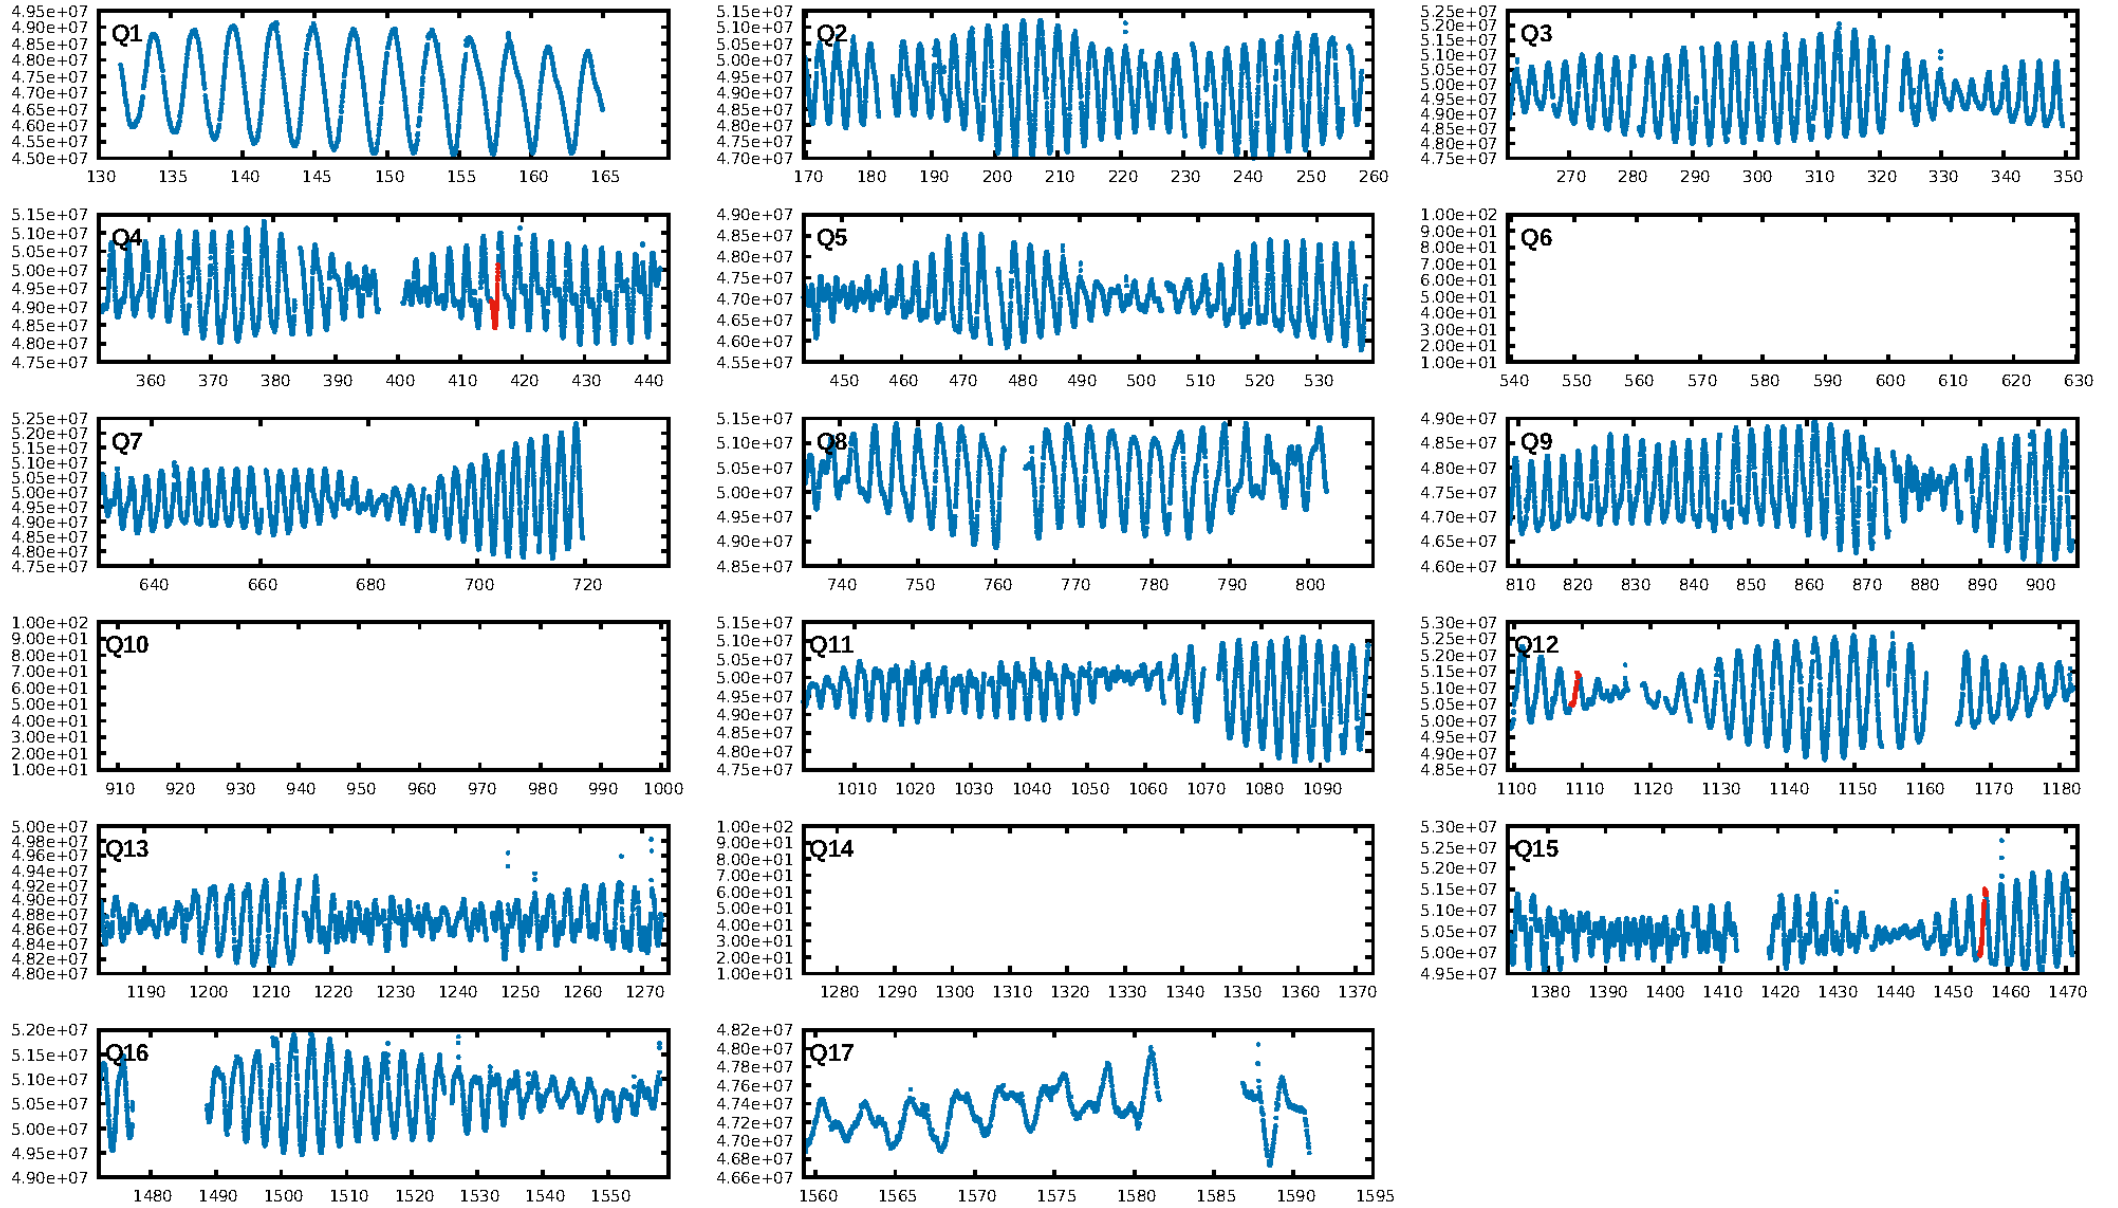 Q1
4.95e+07
4.90e+07
4.85e+07
4.80e+07
4.75e+07
4.70e+07
4.65e+07
4.60e+07
4.55e+07
4.50e+07
130 135 140 145 150 155 160 165
Q2
5.15e+07
5.10e+07
5.05e+07
5.00e+07
4.95e+07
4.90e+07
4.85e+07
4.80e+07
4.75e+07
4.70e+07
170 180 190 200 210 220 230 240 250 260
Q3
5.25e+07
5.20e+07
5.15e+07
5.10e+07
5.05e+07
5.00e+07
4.95e+07
4.90e+07
4.85e+07
4.80e+07
4.75e+07
270 280 290 300 310 320 330 340 350
Q4
5.15e+07
5.10e+07
5.05e+07
5.00e+07
4.95e+07
4.90e+07
4.85e+07
4.80e+07
4.75e+07
360 370 380 390 400 410 420 430 440
Q5
4.90e+07
4.85e+07
4.80e+07
4.75e+07
4.70e+07
4.65e+07
4.60e+07
4.55e+07
450 460 470 480 490 500 510 520 530
Q6
1.00e+02
9.00e+01
8.00e+01
7.00e+01
6.00e+01
5.00e+01
4.00e+01
3.00e+01
2.00e+01
1.00e+01
540 550 560 570 580 590 600 610 620 630
Q7
5.25e+07
5.20e+07
5.15e+07
5.10e+07
5.05e+07
5.00e+07
4.95e+07
4.90e+07
4.85e+07
4.80e+07
4.75e+07
640 660 680 700 720
Q8
5.15e+07
5.10e+07
5.05e+07
5.00e+07
4.95e+07
4.90e+07
4.85e+07
740 750 760 770 780 790 800
Q9
4.90e+07
4.85e+07
4.80e+07
4.75e+07
4.70e+07
4.65e+07
4.60e+07
810 820 830 840 850 860 870 880 890 900
Q10
1.00e+02
9.00e+01
8.00e+01
7.00e+01
6.00e+01
5.00e+01
4.00e+01
3.00e+01
2.00e+01
1.00e+01
910 920 930 940 950 960 970 980 990 1000
Q11
5.15e+07
5.10e+07
5.05e+07
5.00e+07
4.95e+07
4.90e+07
4.85e+07
4.80e+07
4.75e+07
1010 1020 1030 1040 1050 1060 1070 1080 1090
Q12
5.30e+07
5.25e+07
5.20e+07
5.15e+07
5.10e+07
5.05e+07
5.00e+07
4.95e+07
4.90e+07
4.85e+07
1100 1110 1120 1130 1140 1150 1160 1170 1180
Q13
5.00e+07
4.98e+07
4.96e+07
4.94e+07
4.92e+07
4.90e+07
4.88e+07
4.86e+07
4.84e+07
4.82e+07
4.80e+07
1190 1200 1210 1220 1230 1240 1250 1260 1270
Q14
1.00e+02
9.00e+01
8.00e+01
7.00e+01
6.00e+01
5.00e+01
4.00e+01
3.00e+01
2.00e+01
1.00e+01
1280 1290 1300 1310 1320 1330 1340 1350 1360 1370
Q15
5.30e+07
5.25e+07
5.20e+07
5.15e+07
5.10e+07
5.05e+07
5.00e+07
4.95e+07
1380 1390 1400 1410 1420 1430 1440 1450 1460 1470
Q16
5.20e+07
5.15e+07
5.10e+07
5.05e+07
5.00e+07
4.95e+07
4.90e+07
1480 1490 1500 1510 1520 1530 1540 1550
Q17
4.82e+07
4.80e+07
4.78e+07
4.76e+07
4.74e+07
4.72e+07
4.70e+07
4.68e+07
4.66e+07
1560 1565 1570 1575 1580 1585 1590 1595